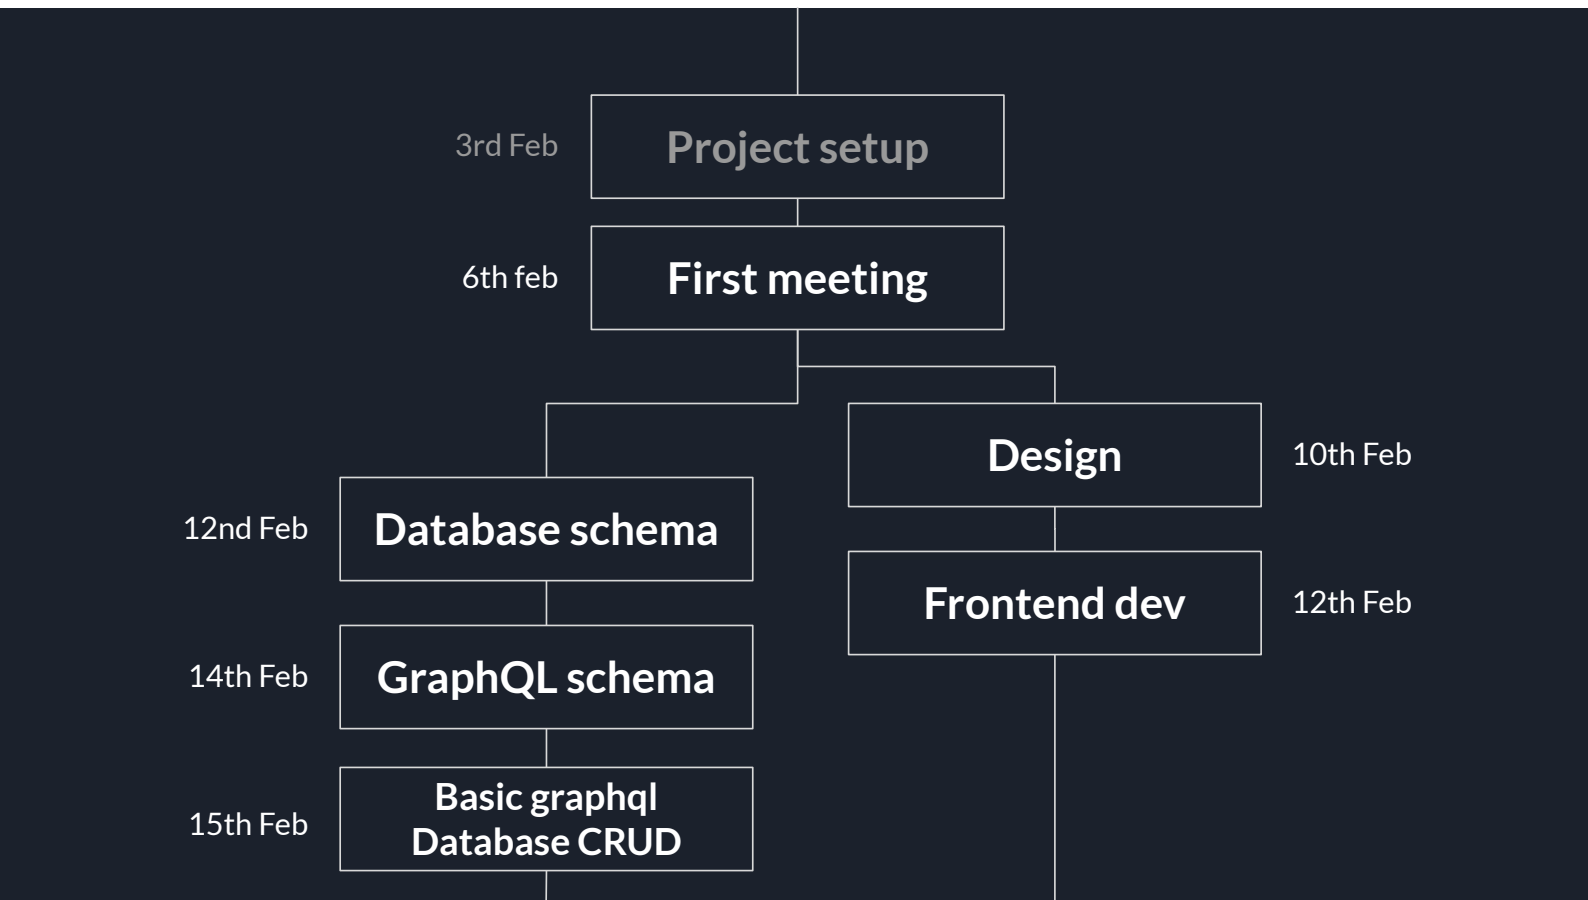 3rd Feb
Project setup
6th feb
First meeting
Design
10th Feb
12nd Feb
Database schema
Frontend dev
12th Feb
14th Feb
GraphQL schema
15th Feb
Basic graphql
Database CRUD